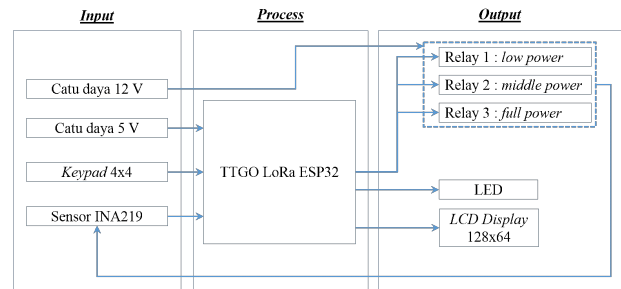 Input
Process
Output
Catu daya 12 V
Catu daya 5 V
Keypad 4x4
Sensor INA219
TTGO LoRa ESP32
Relay 1 : low power
Relay 2 : middle power
Relay 3 : full power
LED
LCD Display
128x64